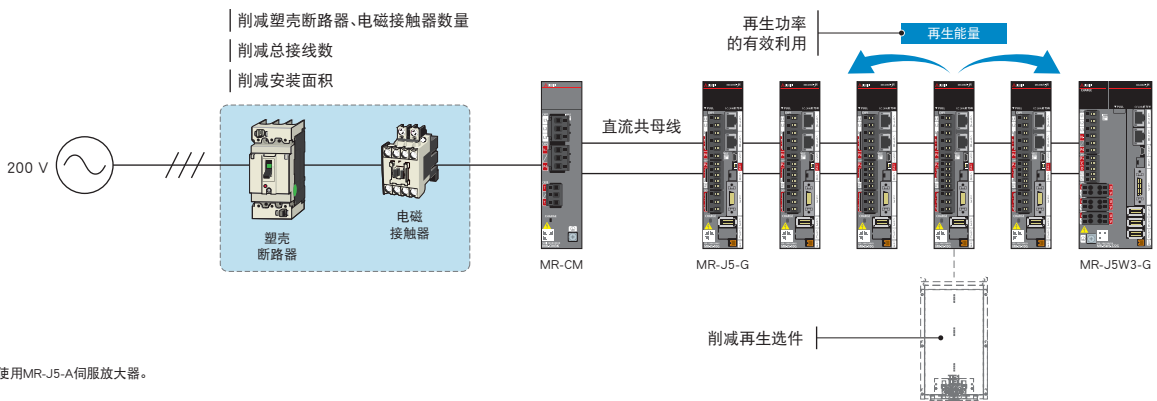 削减塑壳断路器、电磁接触器数量
削减总接线数
削减安装面积
再生功率
的有效利用
再生能量
200 V
塑壳
断路器
电磁
接触器
直流共母线
MR-CM
MR-J5-G
MR-J5W3-G
削减再生选件
使用MR-J5-A伺服放大器。